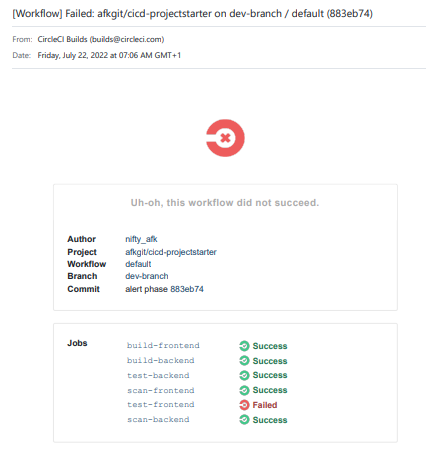 [Workflow] Failed: afkgit/cicd-projectstarter on dev-branch / default (883eb74)
From: CircleCI Builds (builds@circleci.com)
Date: Friday, July 22, 2022 at 07:06 AM GMT+1
Uh-oh, this workflow did not succeed.
Author nifty_afk
Project afkgit/cicd-projectstarter
Workflow default
Branch dev-branch
Commit alert phase 883eb74
Jobs build-frontend Success
build-backend Success
test-backend Success
scan-frontend Success
test-frontend Failed
scan-backend Success